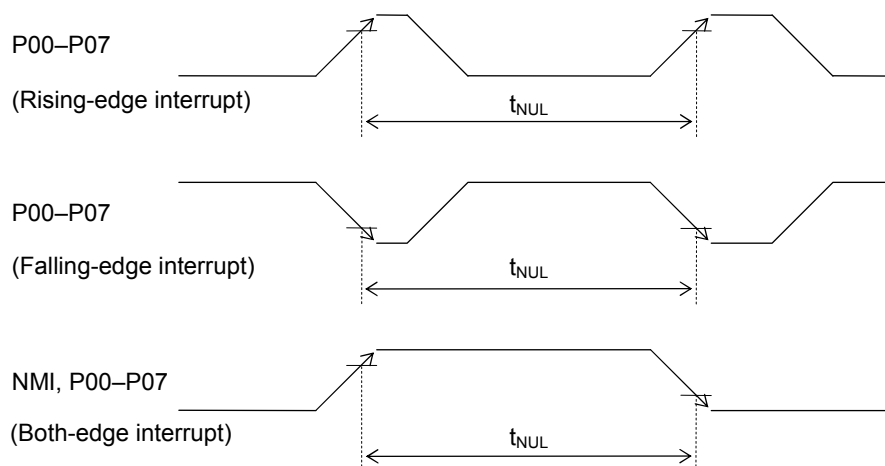 P00–P07
(Rising-edge interrupt)
tNUL
P00–P07
(Falling-edge interrupt)
tNUL
NMI, P00–P07
(Both-edge interrupt)
tNUL